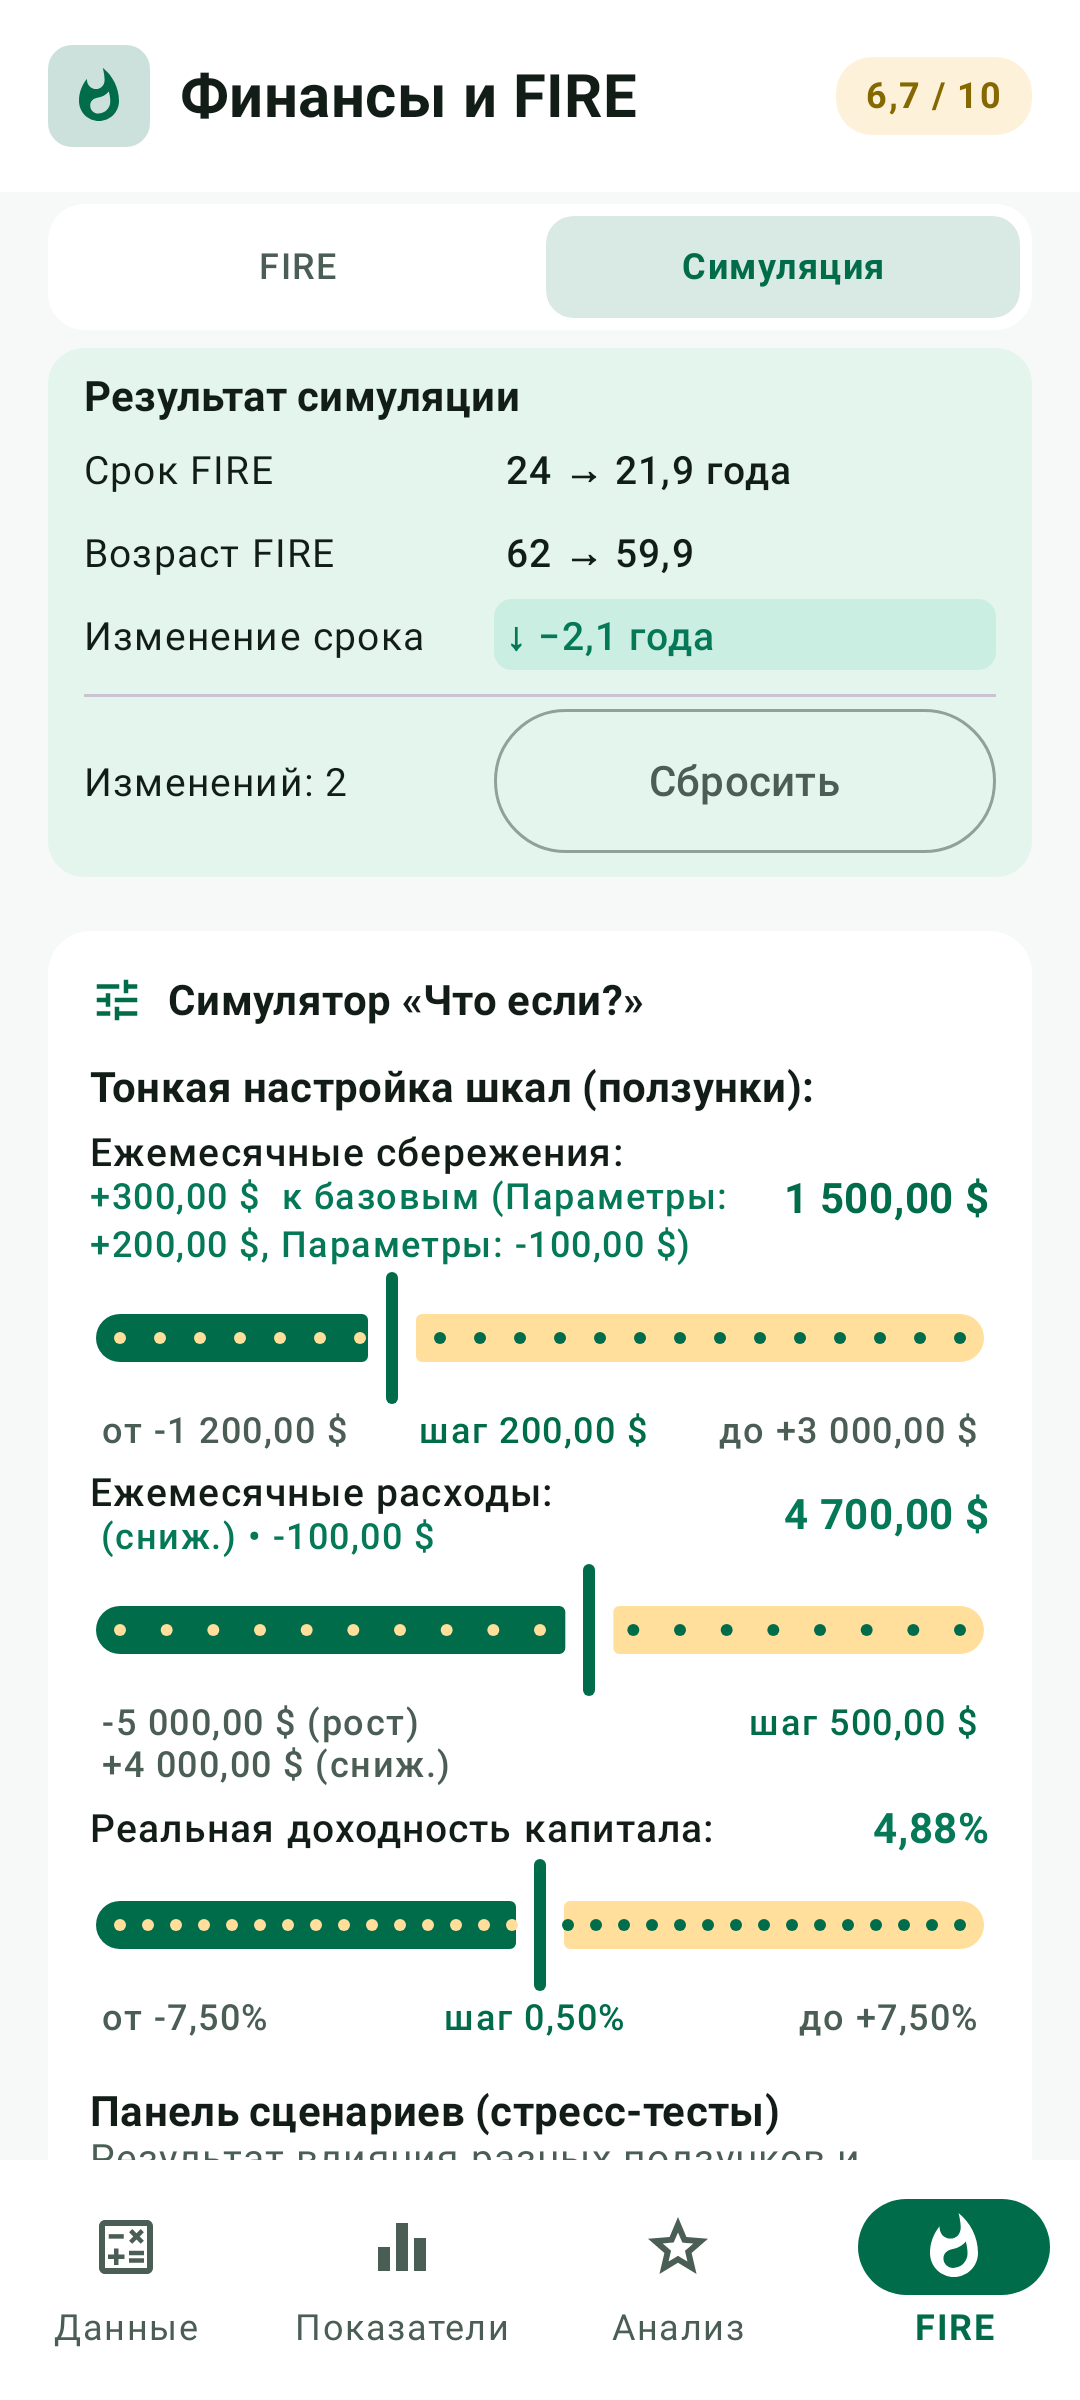 Финансы и FIRE
6,7 / 10
FIRE
Симуляция
Результат симуляции
Срок FIRE
24 → 21,9 года
Возраст FIRE
62 → 59,9
Изменение срока
↓ −2,1 года
Изменений: 2
Сбросить
Симулятор «Что если?»
Тонкая настройка шкал (ползунки):
Ежемесячные сбережения:
+300,00 $ к базовым (Параметры:
+200,00 $, Параметры: -100,00 $)
1 500,00 $
от -1 200,00 $
шаг 200,00 $
до +3 000,00 $
Ежемесячные расходы:
(сниж.) • -100,00 $
4 700,00 $
-5 000,00 $ (рост)
+4 000,00 $ (сниж.)
шаг 500,00 $
Реальная доходность капитала:
4,88%
от -7,50%
шаг 0,50%
до +7,50%
Панель сценариев (стресс-тесты)
Результат влияния разных ползунков и
Данные
Показатели
Анализ
FIRE